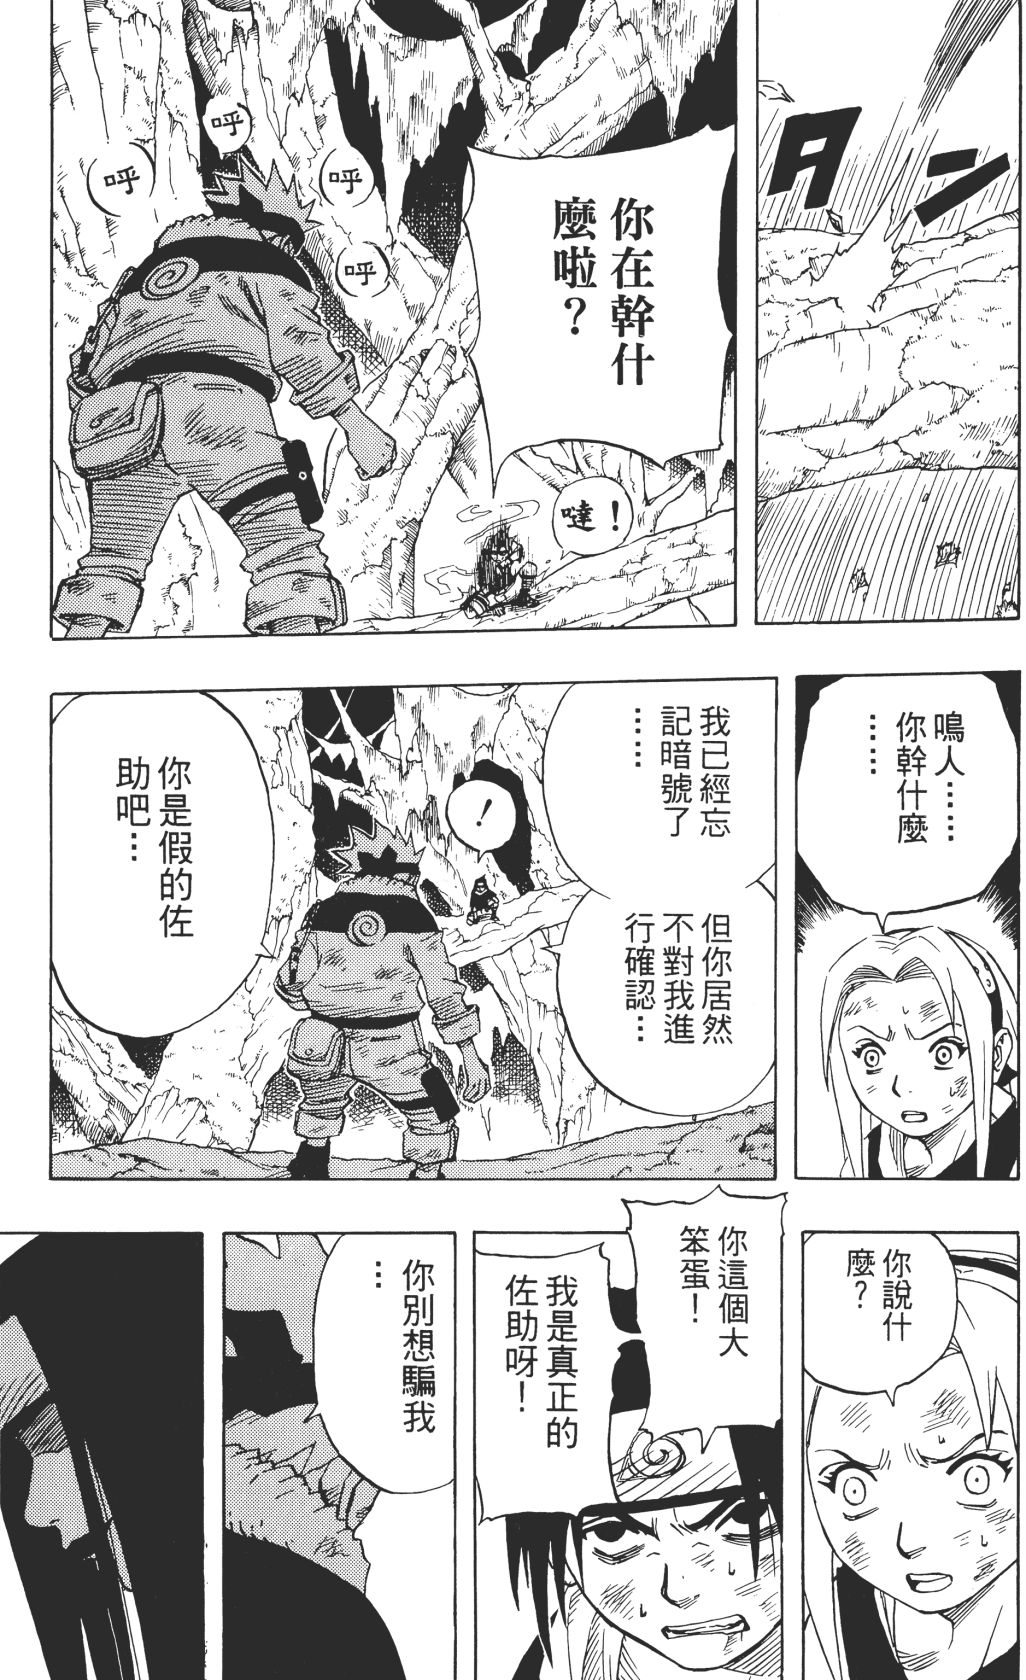 タン
你在幹什
麼啦？
呼
呼
呼
呼
噠！
鳴人……
你幹什麼
……
我已經忘
記暗號了
……
但你居然
不對我進
行確認…
！
你是假的佐
助吧…
你說什
麼？
你這個大
笨蛋！
我是真正的
佐助呀！
你別想騙我
…